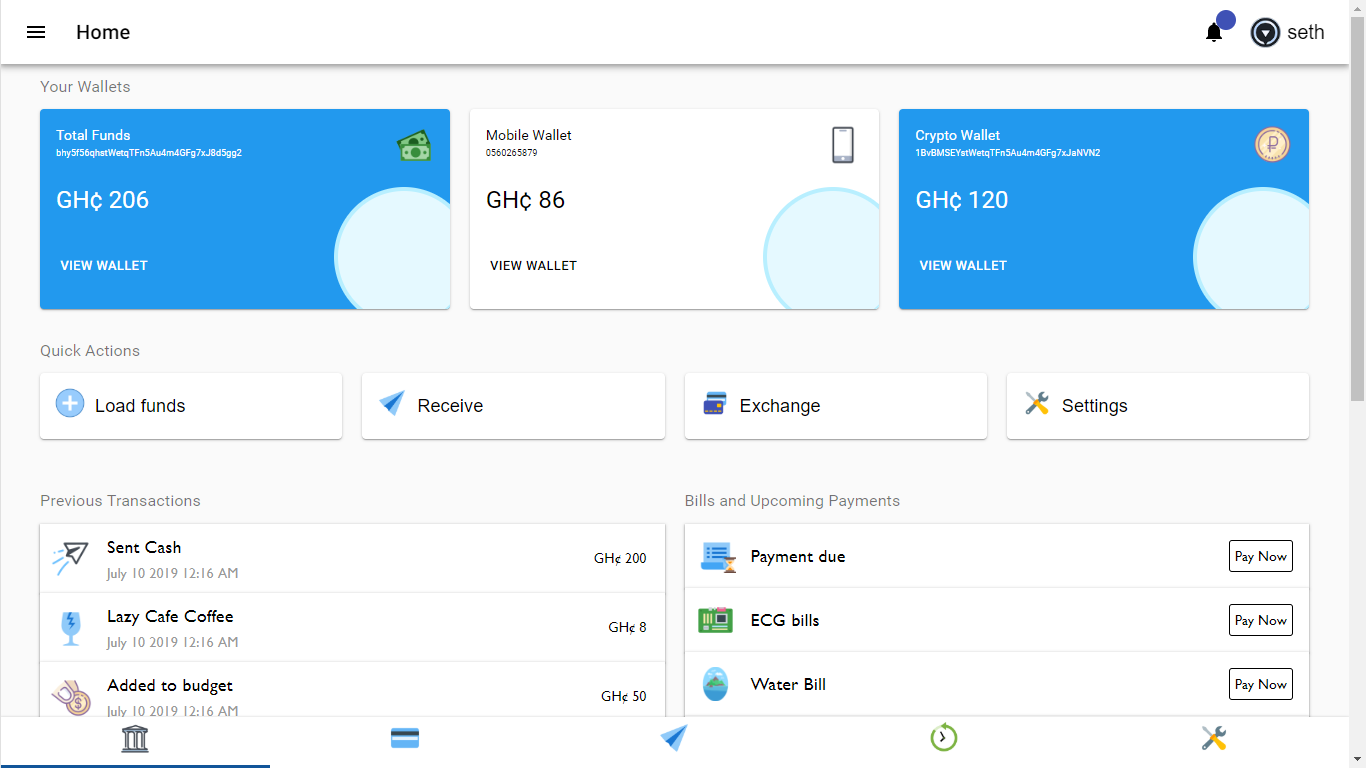 Home
seth
Your Wallets
Total Funds
bhy5f56qhstWetqTFn5Au4m4GFg7xJ8d5gg2
GH¢ 206
VIEW WALLET
Mobile Wallet
0560265879
GH¢ 86
VIEW WALLET
Crypto Wallet
1BvBMSEYstWetqTFn5Au4m4GFg7xJaNVN2
GH¢ 120
VIEW WALLET
Quick Actions
Load funds
Receive
Exchange
Settings
Previous Transactions
Sent Cash
July 10 2019 12:16 AM
GH¢ 200
Lazy Cafe Coffee
July 10 2019 12:16 AM
GH¢ 8
Added to budget
July 10 2019 12:16 AM
GH¢ 50
Bills and Upcoming Payments
Payment due
Pay Now
ECG bills
Pay Now
Water Bill
Pay Now